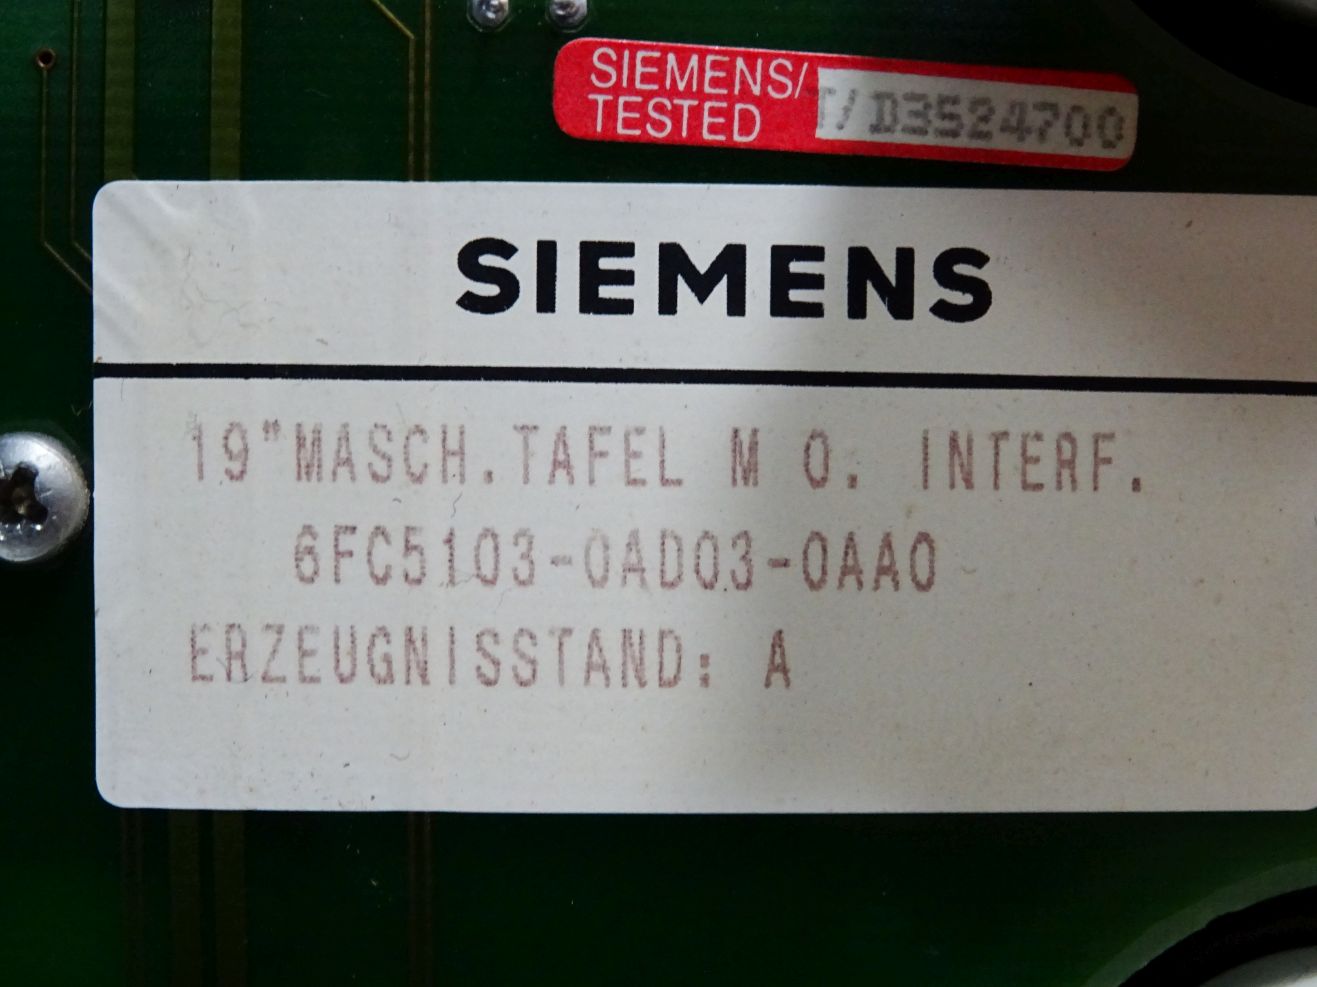 SIEMENS/
TESTED
T/D3524700
SIEMENS
19"MASCH.TAFEL M O. INTERF.
6FC5103-0AD03-0AA0
ERZEUGNISSTAND: A